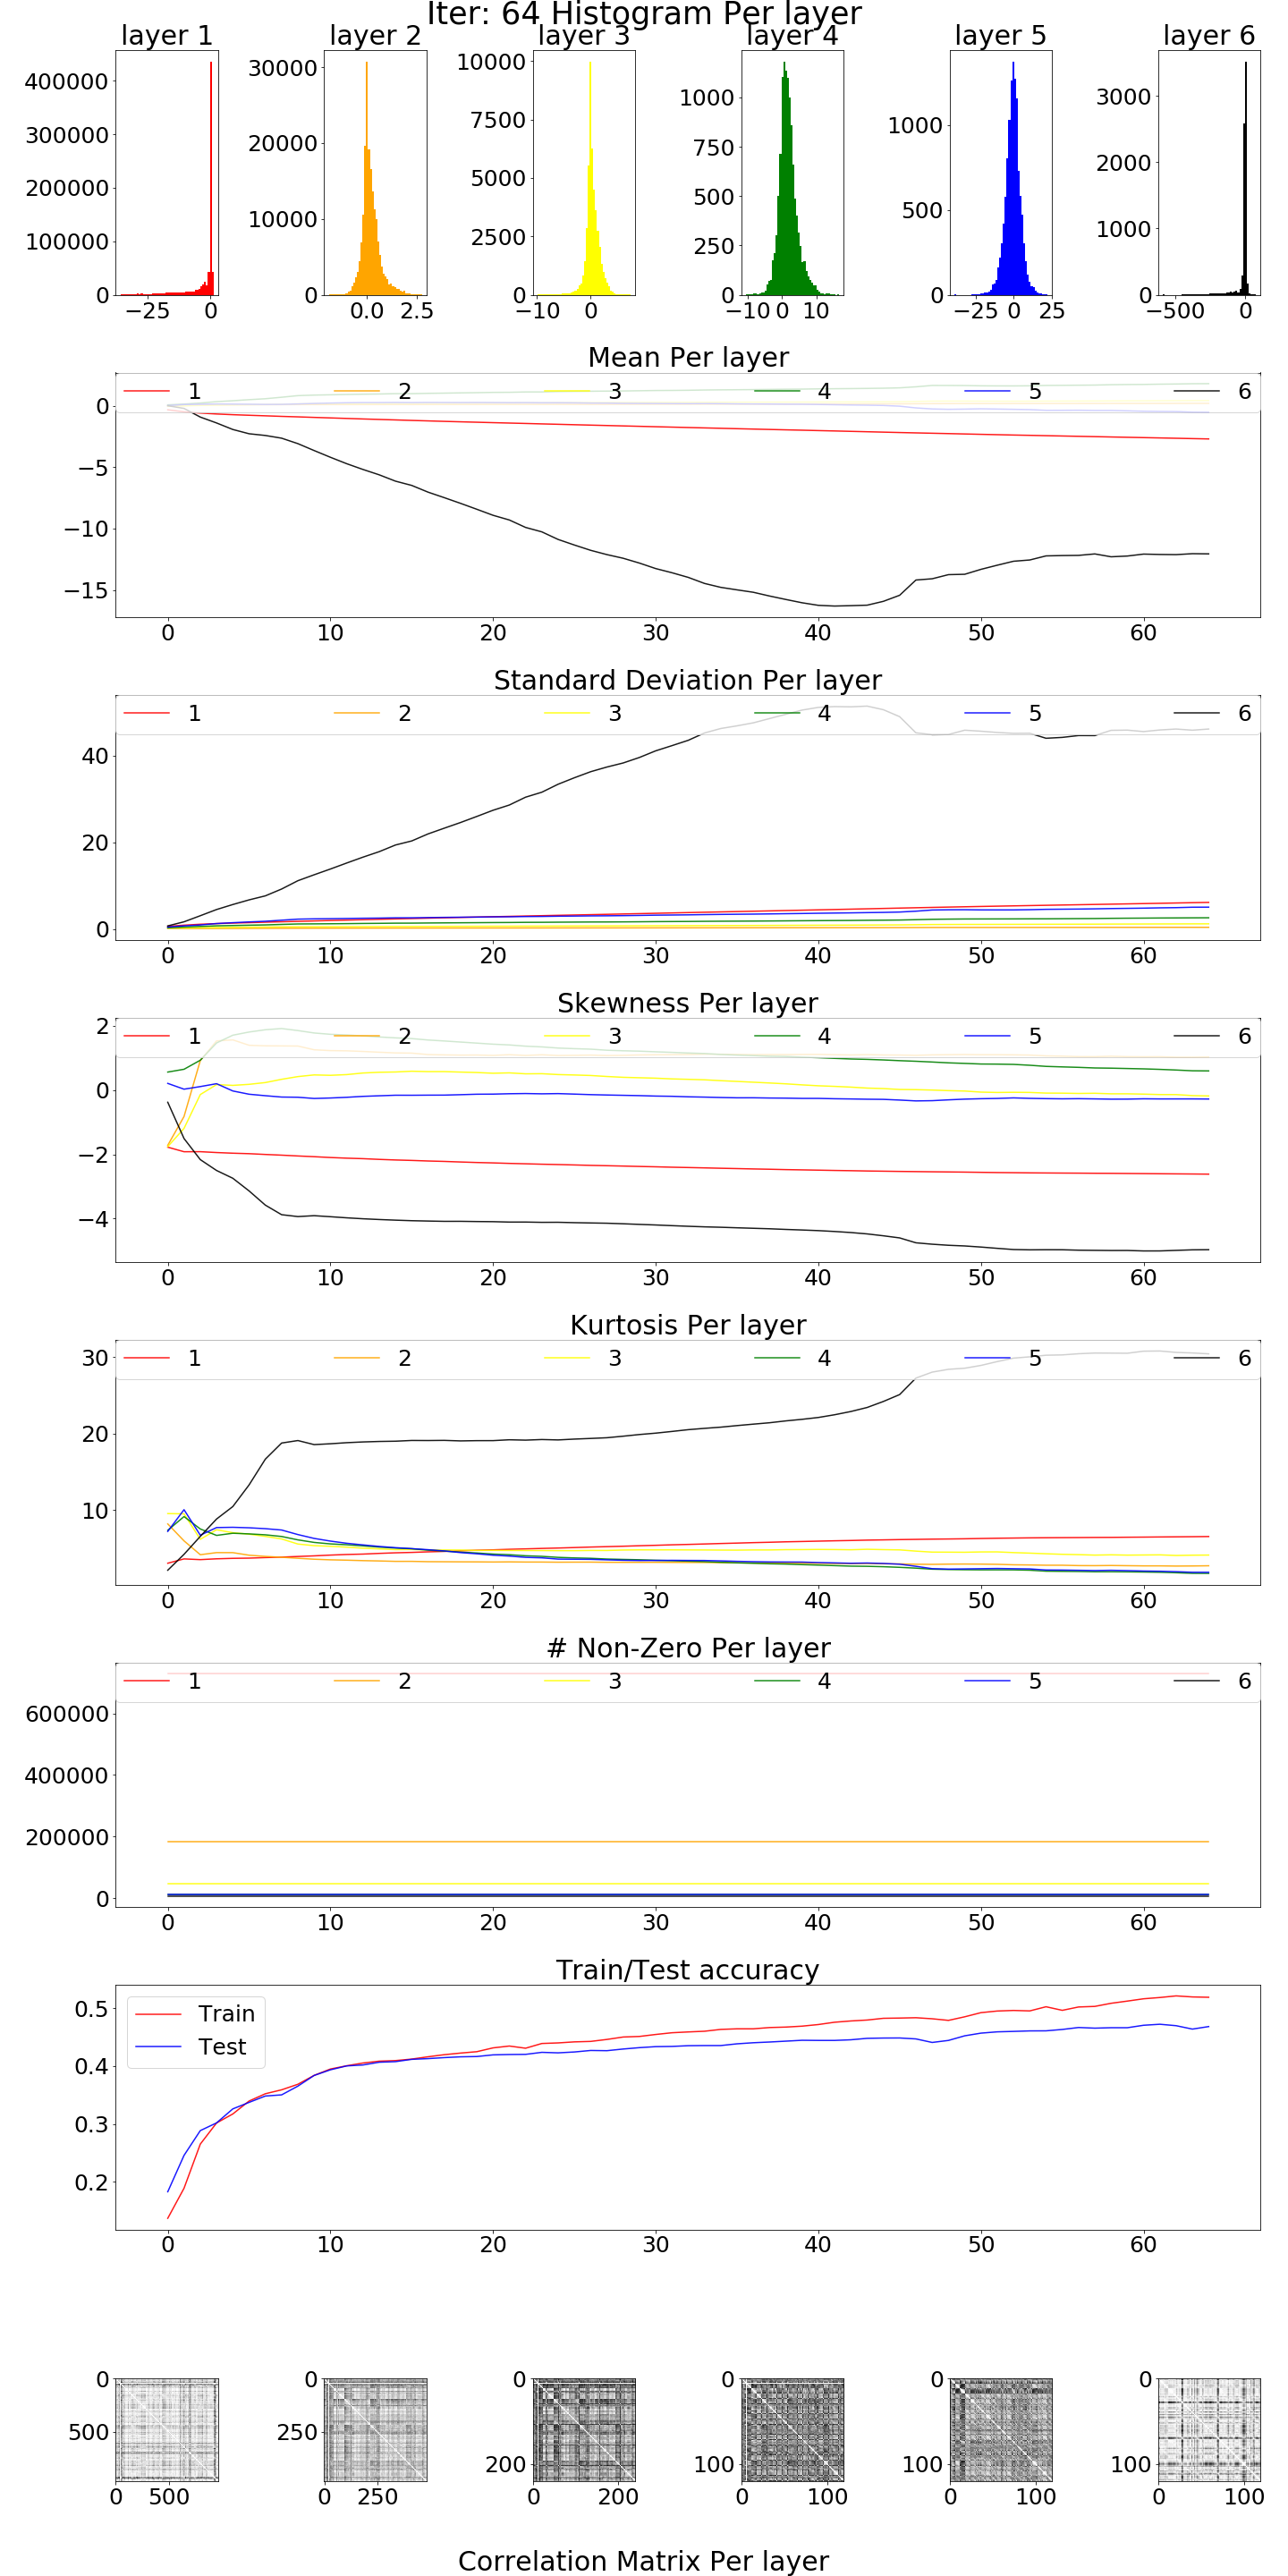 Iter: 64 Histogram Per layer
layer 1 layer 2 layer 3 layer 4 layer 5 layer 6
400000 300000 200000 100000 0
−25 0
30000 20000 10000 0
0.0 2.5
10000 7500 5000 2500 0
−10 0
1000 750 500 250 0
−10 0 10
1000 500 0
−25 0 25
3000 2000 1000 0
−500 0
Mean Per layer
1 2 3 4 5 6
0
−5
−10
−15
0 10 20 30 40 50 60
Standard Deviation Per layer
1 2 3 4 5 6
40
20
0
0 10 20 30 40 50 60
Skewness Per layer
2
1 2 3 4 5 6
0
−2
−4
0 10 20 30 40 50 60
Kurtosis Per layer
30
1 2 3 4 5 6
20
10
0 10 20 30 40 50 60
# Non-Zero Per layer
1 2 3 4 5 6
600000
400000
200000
0
0 10 20 30 40 50 60
Train/Test accuracy
0.5
Train
Test
0.4
0.3
0.2
0 10 20 30 40 50 60
0 500
0 500
0 250
0 250
0 200
0 200
0 100
0 100
0 100
0 100
0 100
0 100
Correlation Matrix Per layer